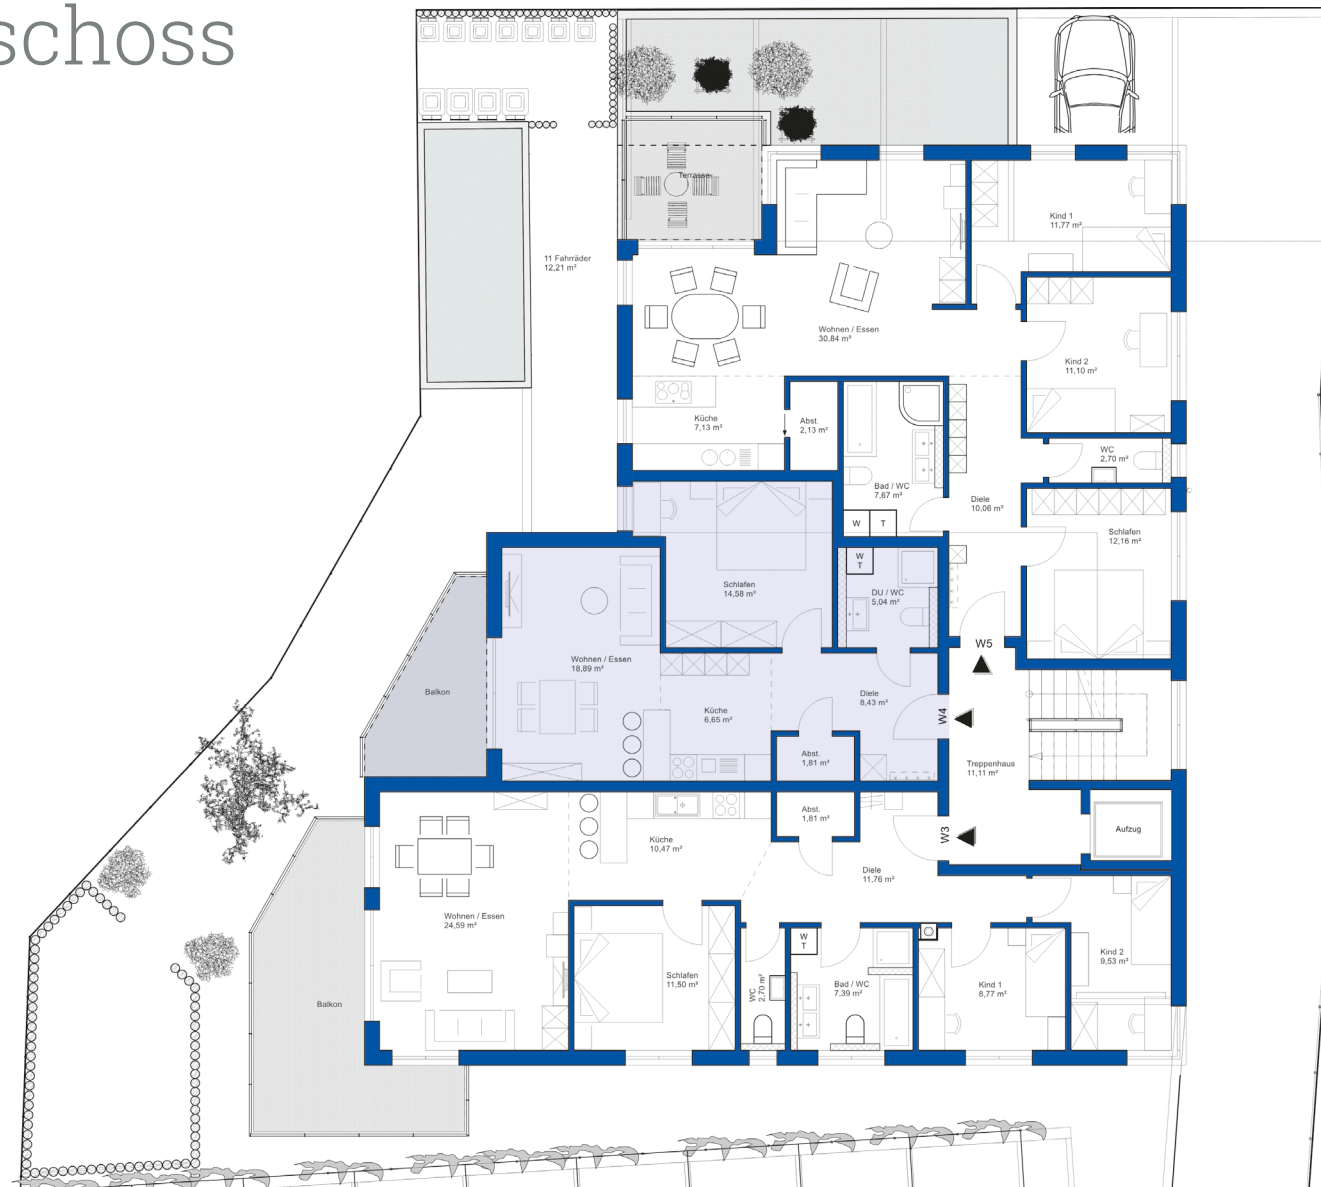 schoss
Terrasse
11 Fahrräder
12,21 m²
Kind 1
11,77 m²
Wohnen / Essen
30,84 m²
Kind 2
11,10 m²
Küche
7,13 m²
Abst.
2,13 m²
WC
2,70 m²
Bad / WC
7,67 m²
W T
Diele
10,06 m²
Schlafen
12,16 m²
Schlafen
14,58 m²
W
T
DU / WC
5,04 m²
W5
Wohnen / Essen
18,89 m²
Balkon
Küche
6,65 m²
Diele
8,43 m²
W4
Abst.
1,81 m²
Treppenhaus
11,11 m²
Abst.
1,81 m²
W3
Aufzug
Küche
10,47 m²
Diele
11,76 m²
Wohnen / Essen
24,59 m²
W
T
Kind 2
9,53 m²
Schlafen
11,50 m²
WC
2,70 m²
Bad / WC
7,39 m²
Kind 1
8,77 m²
Balkon